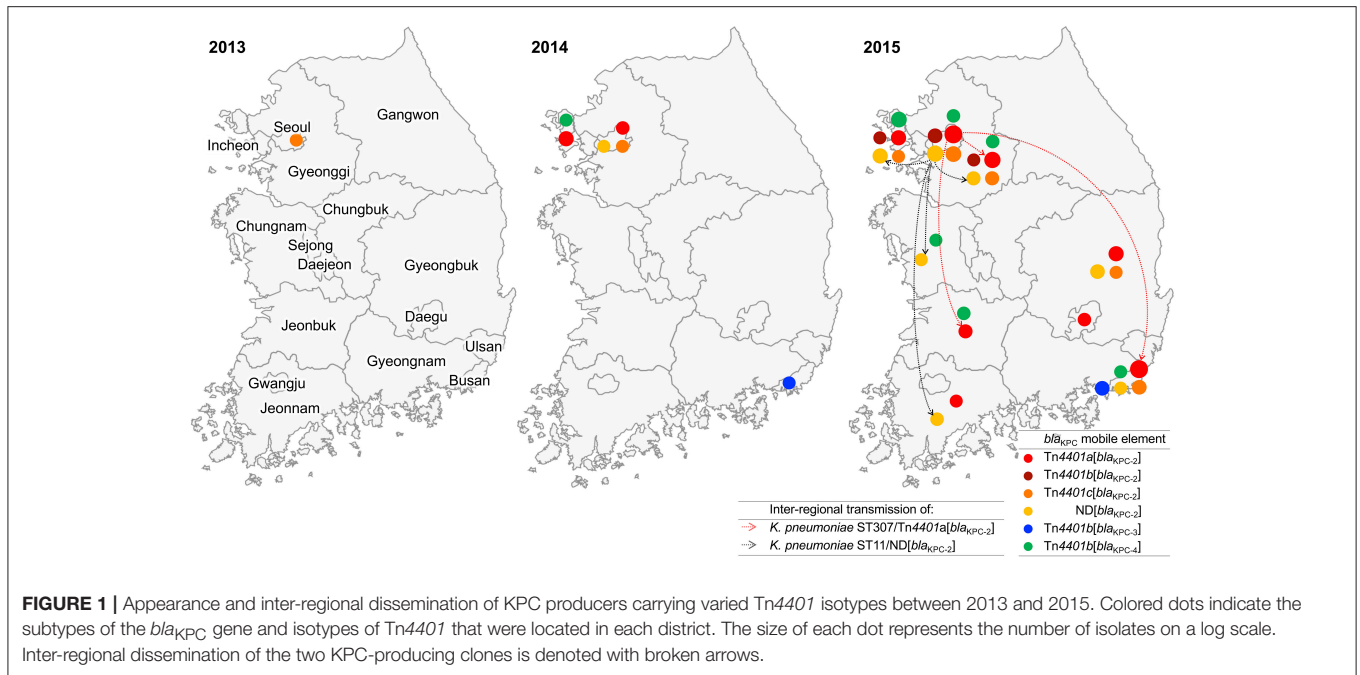 2013
2014
2015
Gangwon
Seoul
Incheon
Gyeonggi
Chungbuk
Chungnam
Sejong
Daejeon
Gyeongbuk
Jeonbuk
Daegu
Ulsan
Gyeongnam
Busan
Gwangju
Jeonnam
Inter-regional transmission of:
K. pneumoniae ST307/Tn4401a[blaKPC-2]
K. pneumoniae ST11/ND[blaKPC-2]
blaKPC mobile element
Tn4401a[blaKPC-2]
Tn4401b[blaKPC-2]
Tn4401c[blaKPC-2]
ND[blaKPC-2]
Tn4401b[blaKPC-3]
Tn4401b[blaKPC-4]
FIGURE 1 | Appearance and inter-regional dissemination of KPC producers carrying varied Tn4401 isotypes between 2013 and 2015. Colored dots indicate the
subtypes of the blaKPC gene and isotypes of Tn4401 that were located in each district. The size of each dot represents the number of isolates on a log scale.
Inter-regional dissemination of the two KPC-producing clones is denoted with broken arrows.